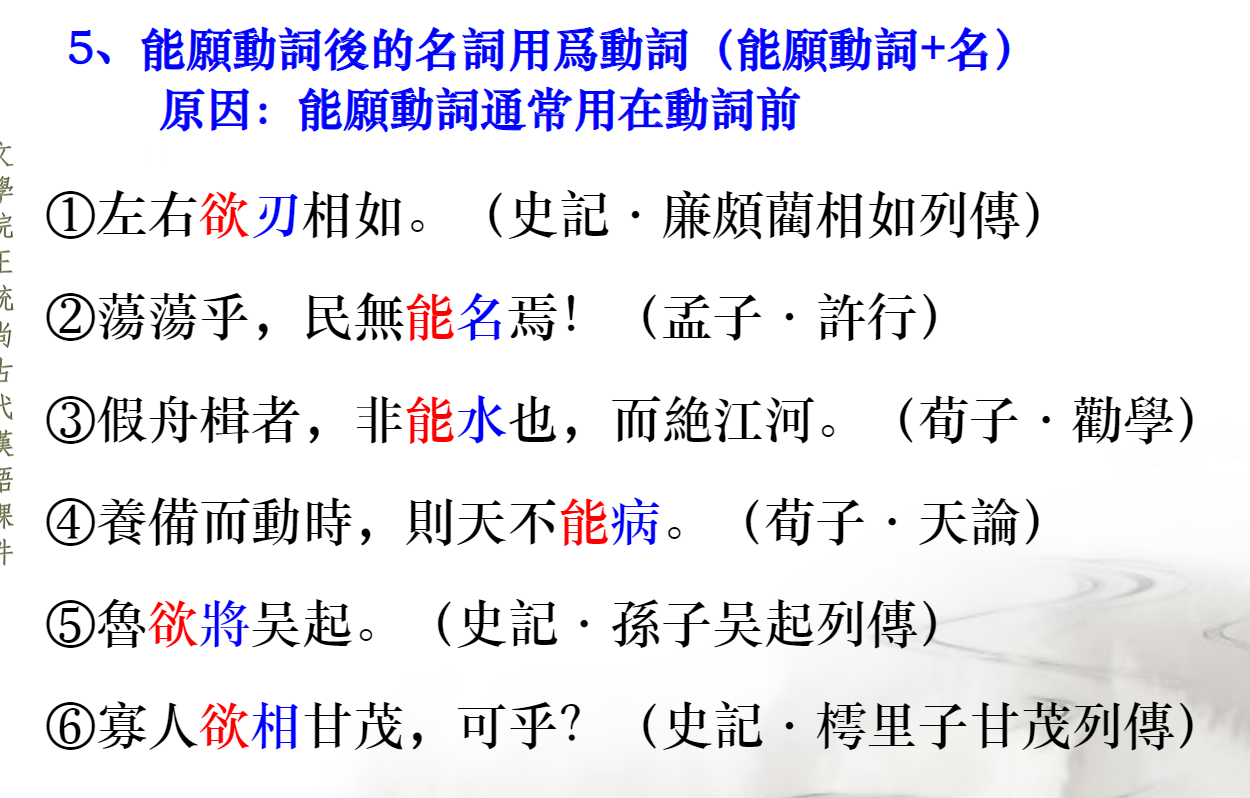 5、能願動詞後的名詞用爲動詞（能願動詞+名）
原因：能願動詞通常用在動詞前
①左右欲刃相如。（史記·廉頗藺相如列傳）
②蕩蕩乎，民無能名焉！（孟子·許行）
③假舟楫者，非能水也，而絶江河。（荀子·勸學）
④養備而動時，則天不能病。（荀子·天論）
⑤魯欲將吴起。（史記·孫子吴起列傳）
⑥寡人欲相甘茂，可乎？（史記·樗里子甘茂列傳）
文學院王統尚古代漢語課件